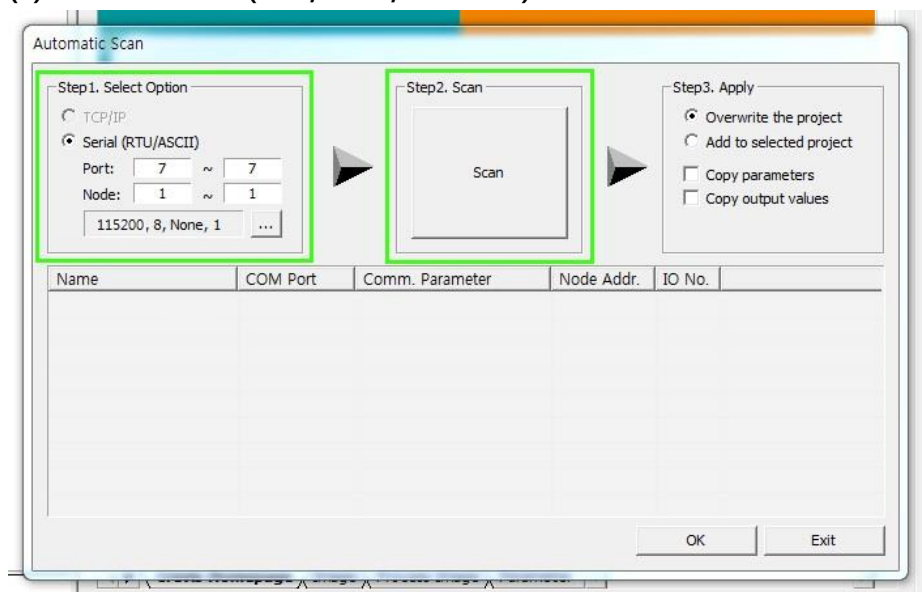 Automatic Scan
Step1. Select Option
TCP/IP
Serial (RTU/ASCII)
Port: 7 ~ 7
Node: 1 ~ 1
115200, 8, None, 1 ...
Step2. Scan
Scan
Step3. Apply
Overwrite the project
Add to selected project
Copy parameters
Copy output values
Name COM Port Comm. Parameter Node Addr. IO No.
OK Exit